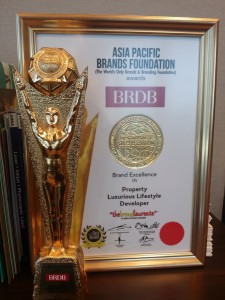 ASIA PACIFIC
BRANDS FOUNDATION
(The World's Only Brands & Branding Foundation)
awards
BRDB
Brand Excellence
in
Property
Luxurious Lifestyle
Developer
"thebrandlaureate"
BRDB